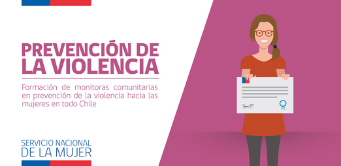 PREVENCIÓN DE
LA VIOLENCIA
Formación de monitoras comunitarias
en prevención de la violencia hacia las
mujeres en todo Chile
SERVICIO NACIONAL
DE LA MUJER